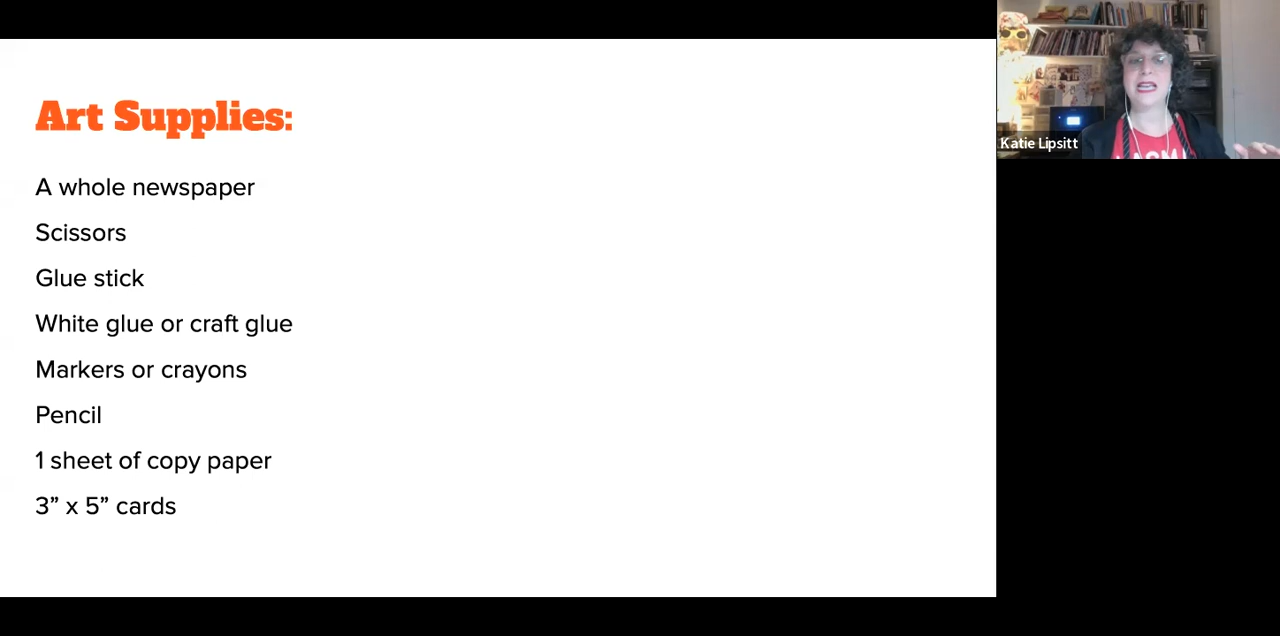 Art Supplies:
A whole newspaper
Scissors
Glue stick
White glue or craft glue
Markers or crayons
Pencil
1 sheet of copy paper
3” x 5” cards
Katie Lipsitt